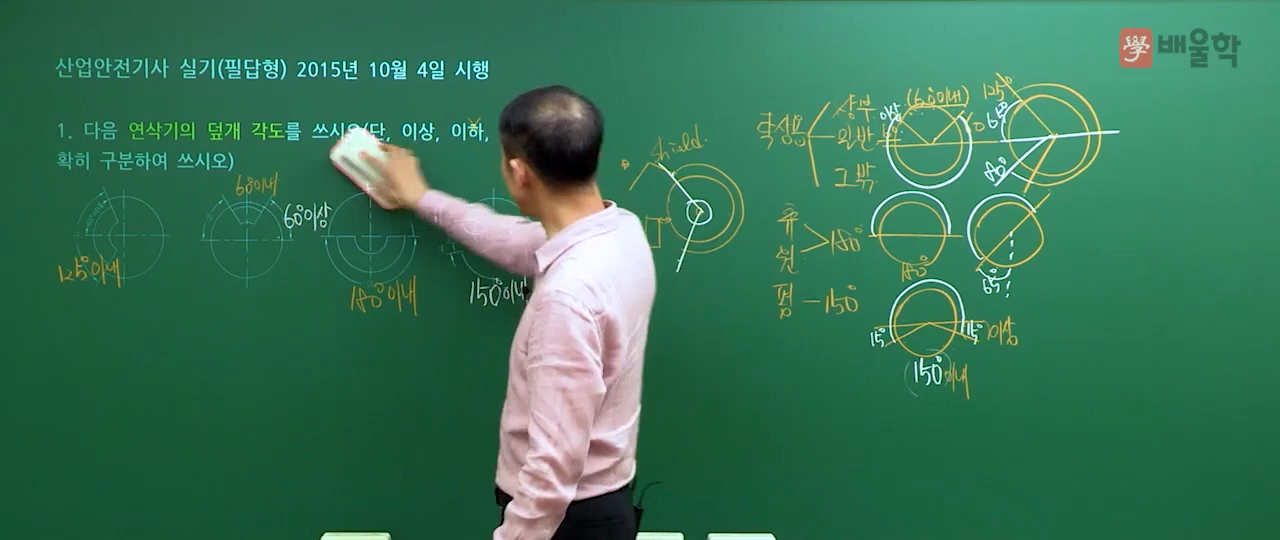 學 배울학
산업안전기사 실기(필답형) 2015년 10월 4일 시행
1. 다음 연삭기의 덮개 각도를 쓰시오(단, 이상, 이하,
확히 구분하여 쓰시오)
125°이내
60°이내
60°이상
180°이내
150°이내
shield.
탁상용
상부
일반
그밖
이상
(60°이내)
125°
65°
80°
휴
원
180°
180°
65°
평 - 150°
15°
15°
이상
150°이내